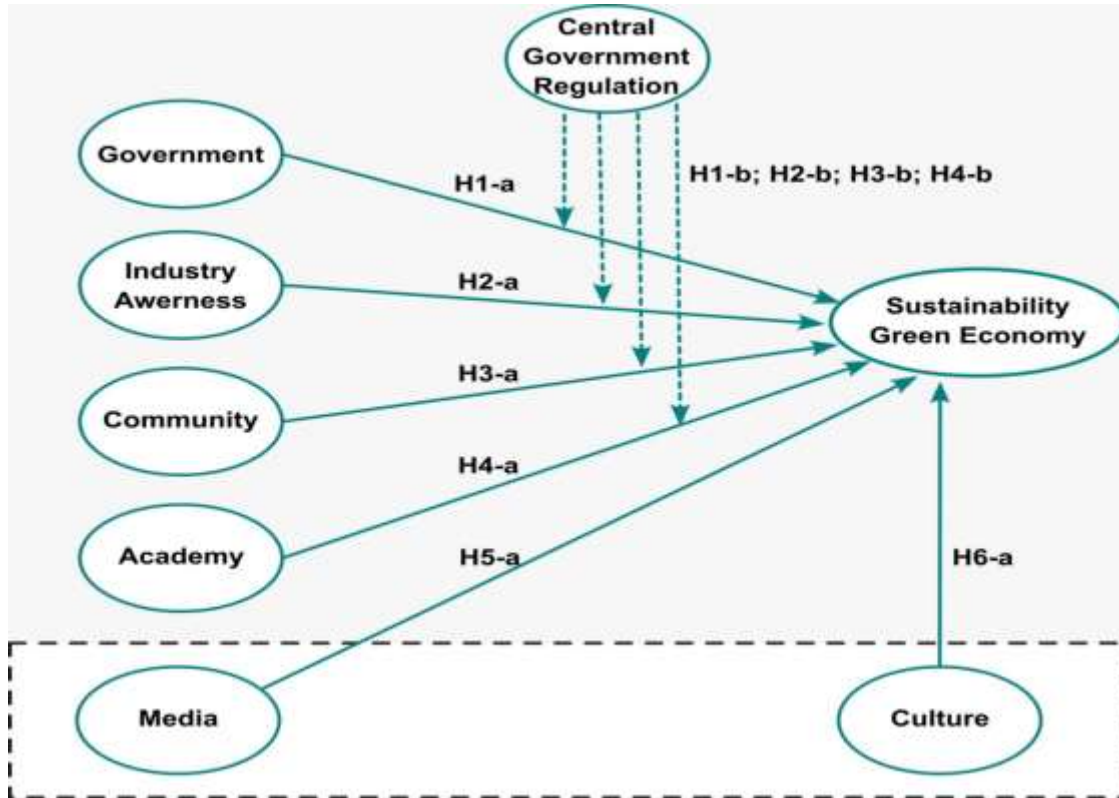 Central
Government
Regulation
Government
H1-a
H1-b; H2-b; H3-b; H4-b
Industry
Awerness
H2-a
Sustainability
Green Economy
H3-a
Community
H4-a
Academy
H5-a
H6-a
Media
Culture